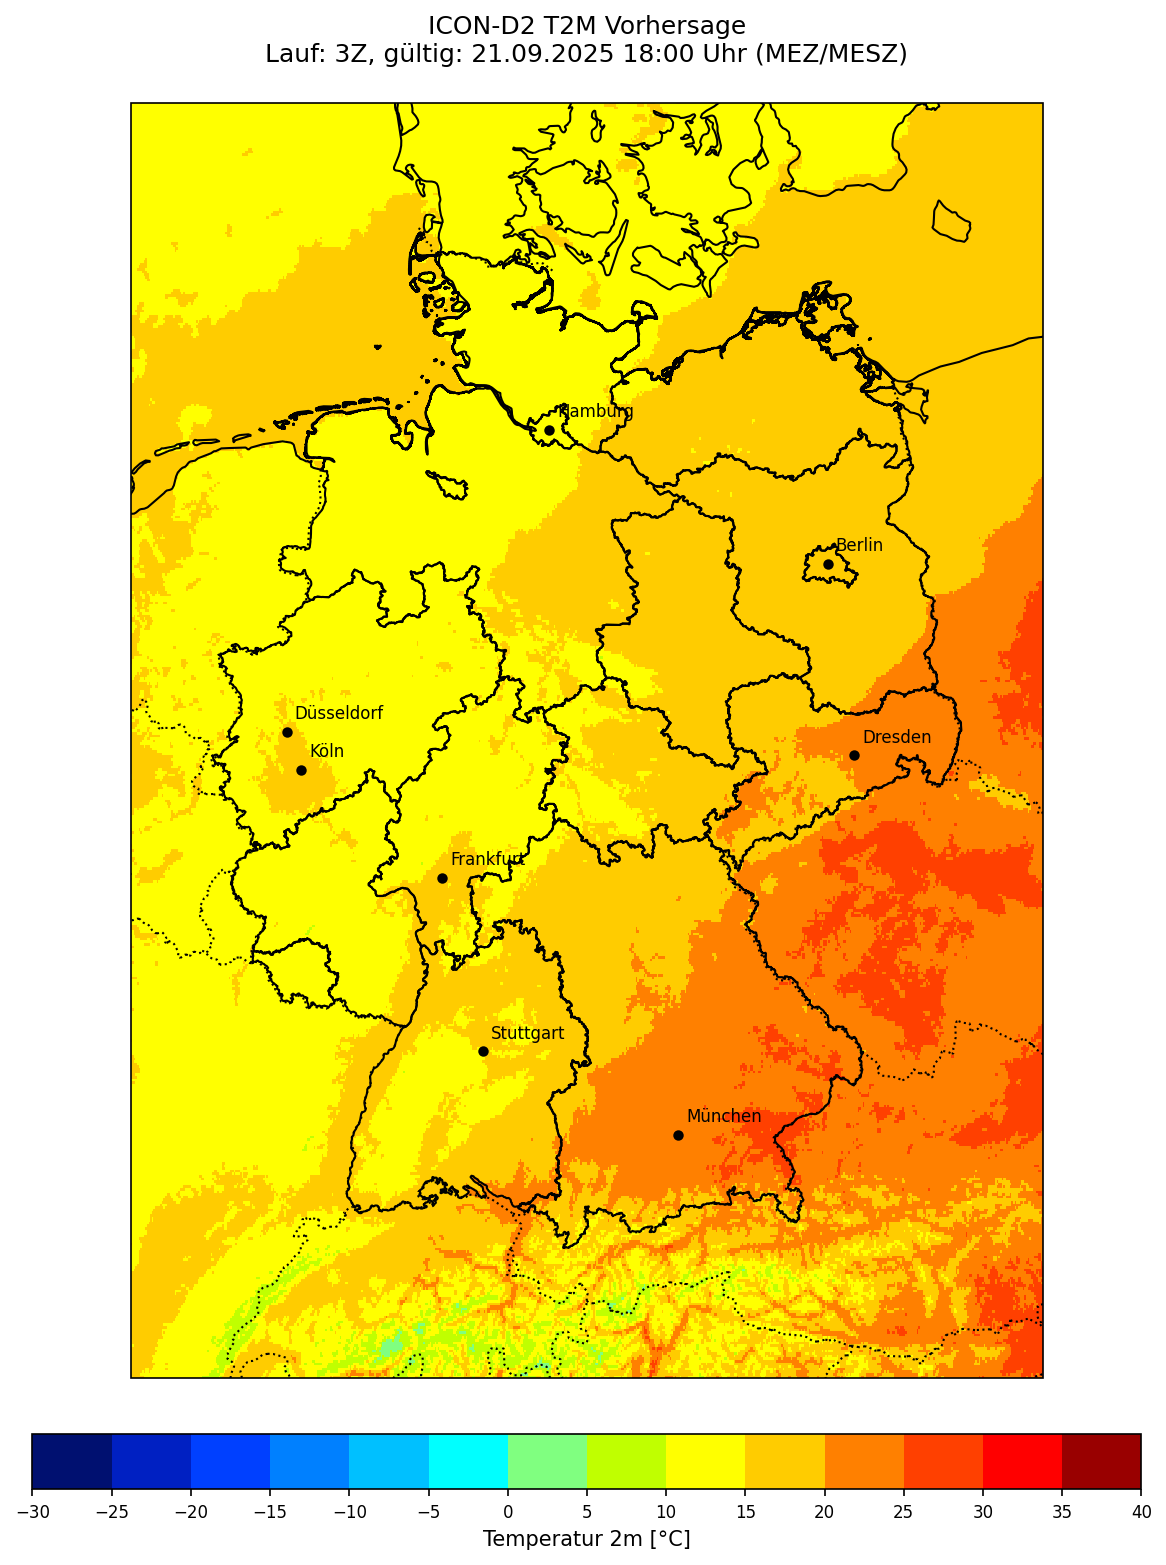 ICON-D2 T2M Vorhersage
Lauf: 3Z, gültig: 21.09.2025 18:00 Uhr (MEZ/MESZ)
Hamburg
Berlin
Düsseldorf
Dresden
Köln
Frankfurt
Stuttgart
München
−30 −25 −20 −15 −10 −5 0 5 10 15 20 25 30 35 40
Temperatur 2m [°C]